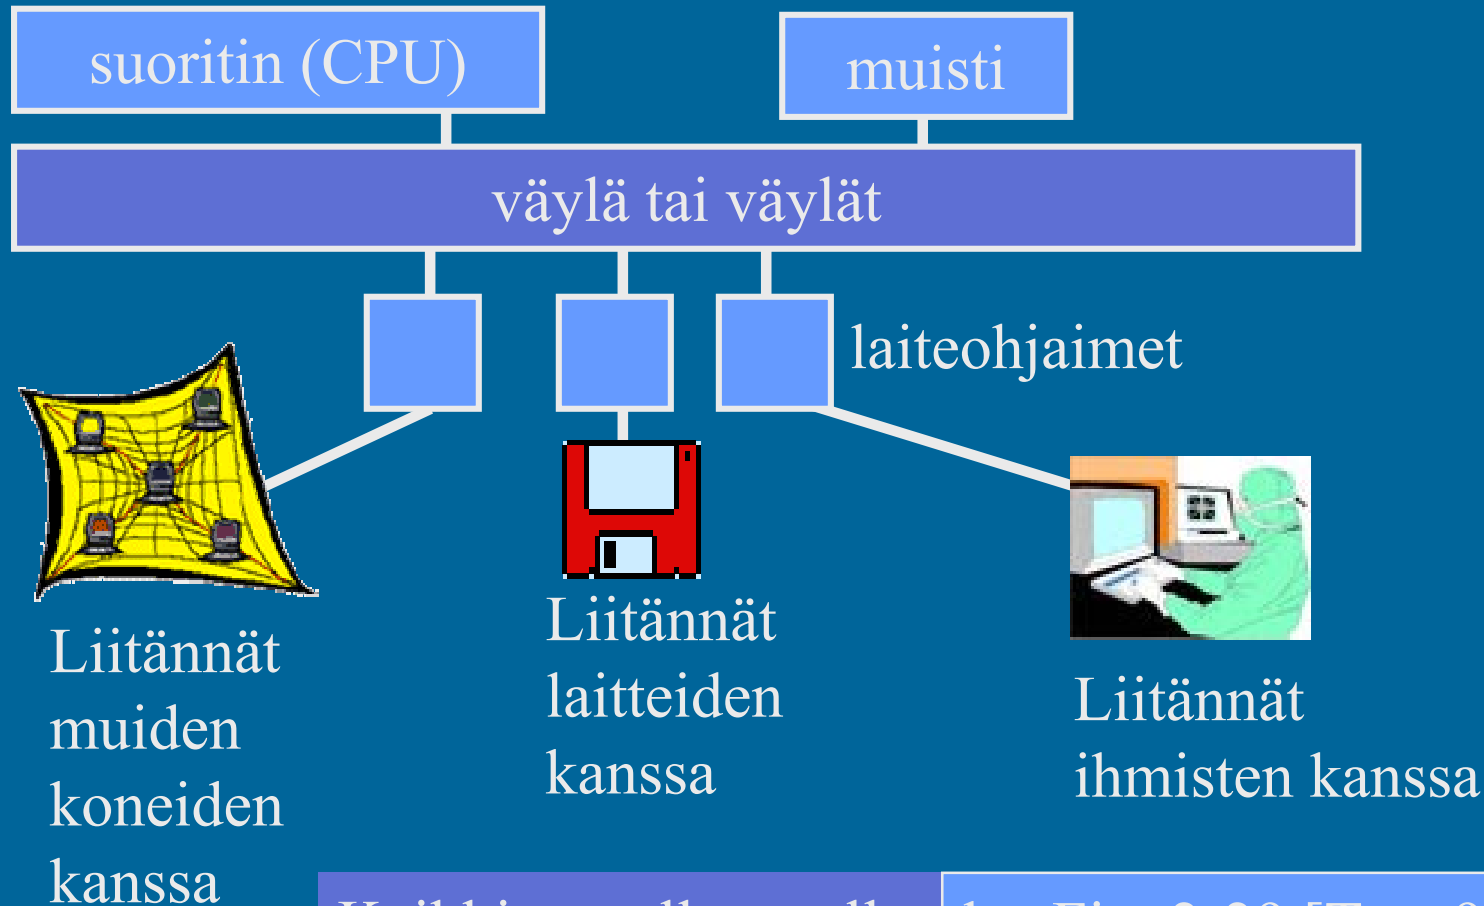 suoritin (CPU)
muisti
väylä tai väylät
laiteohjaimet
Liitännät
muiden
koneiden
kanssa
Liitännät
laitteiden
kanssa
Liitännät
ihmisten kanssa